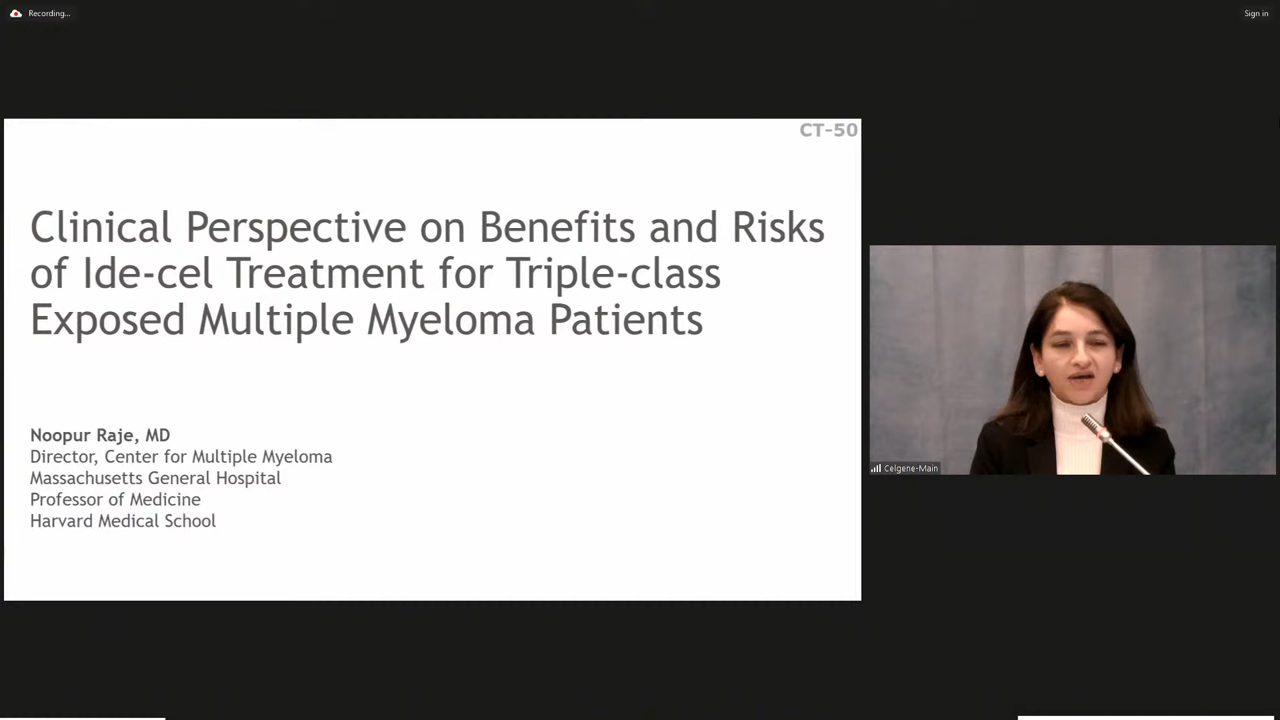 Recording...
Sign in
CT-50
Clinical Perspective on Benefits and Risks
of Ide-cel Treatment for Triple-class
Exposed Multiple Myeloma Patients
Noopur Raje, MD
Director, Center for Multiple Myeloma
Massachusetts General Hospital
Professor of Medicine
Harvard Medical School
Celgene-Main